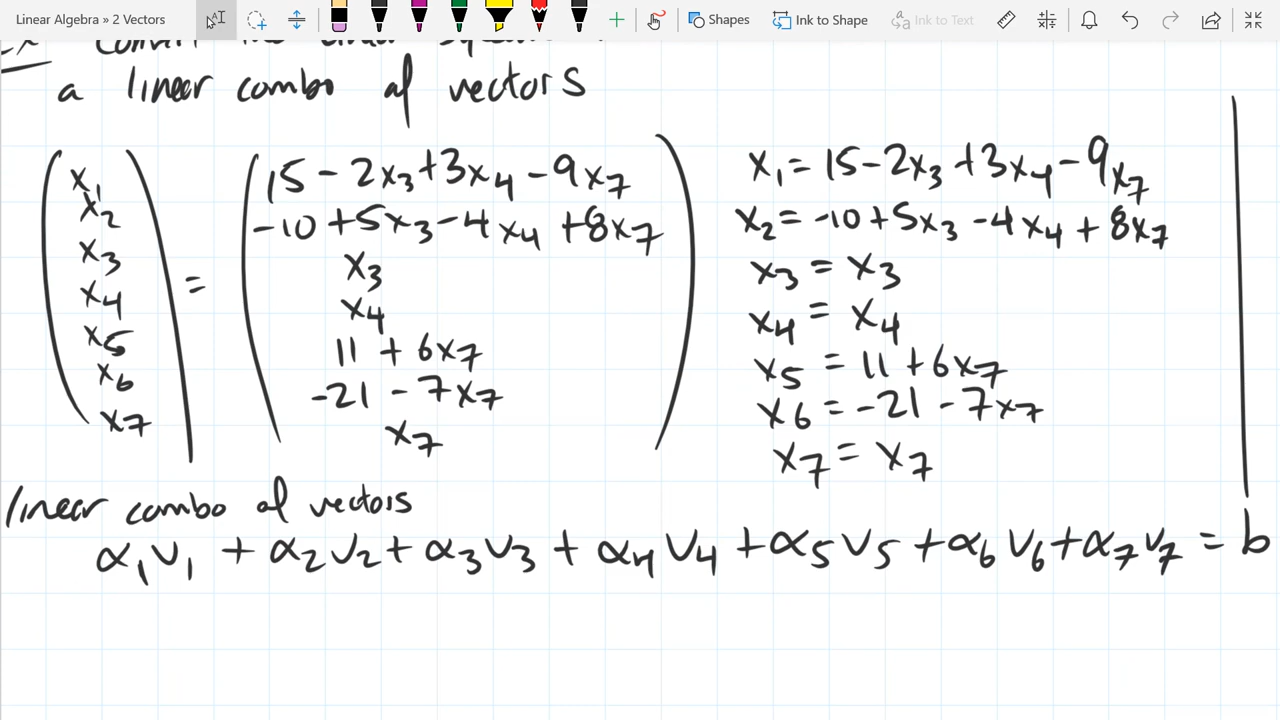 Linear Algebra » 2 Vectors
Shapes Ink to Shape Ink to Text
a linear combo of vectors
x₁ 15 - 2x₃ + 3x₄ - 9x₇ x₁ = 15 - 2x₃ + 3x₄ - 9x₇
x₂ -10 + 5x₃ - 4x₄ + 8x₇ x₂ = -10 + 5x₃ - 4x₄ + 8x₇
x₃ = x₃ x₃ = x₃
x₄ x₄ x₄ = x₄
x₅ 11 + 6x₇ x₅ = 11 + 6x₇
x₆ -21 - 7x₇ x₆ = -21 - 7x₇
x₇ x₇ x₇ = x₇
linear combo of vectors
α₁v₁ + α₂v₂ + α₃v₃ + α₄v₄ + α₅v₅ + α₆v₆ + α₇v₇ = b